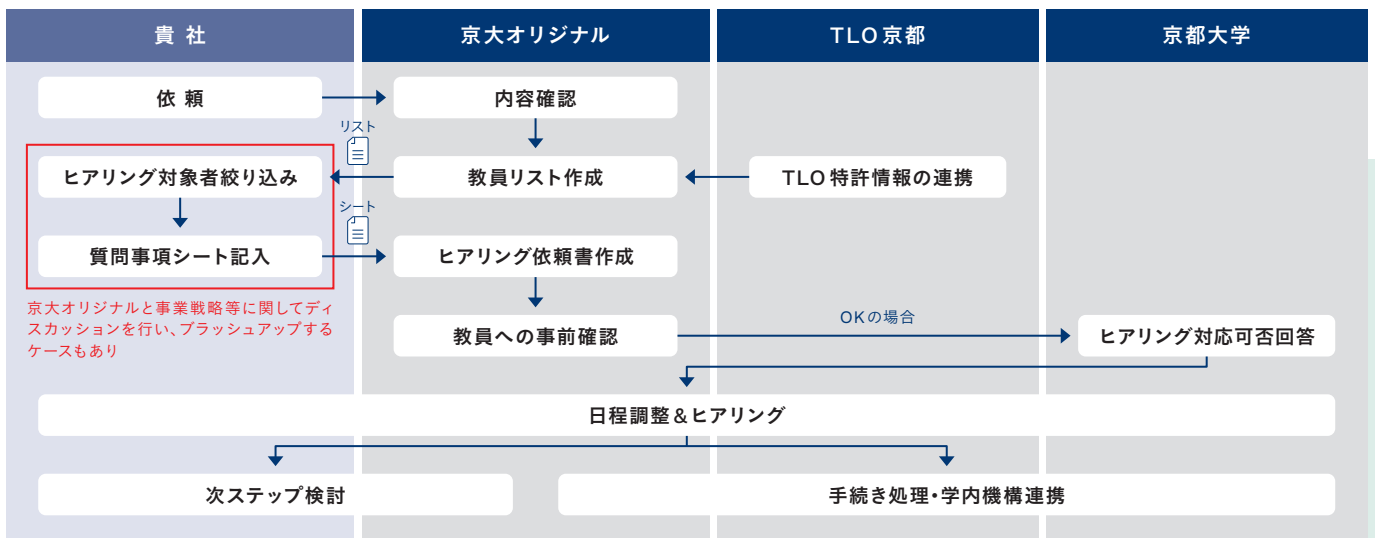 貴社
京大オリジナル
TLO京都
京都大学
依頼
内容確認
リスト
ヒアリング対象者絞り込み
教員リスト作成
TLO特許情報の連携
シート
質問事項シート記入
ヒアリング依頼書作成
京大オリジナルと事業戦略等に関してディ
スカッションを行い、ブラッシュアップする
ケースもあり
教員への事前確認
OKの場合
ヒアリング対応可否回答
日程調整&ヒアリング
次ステップ検討
手続き処理・学内機構連携